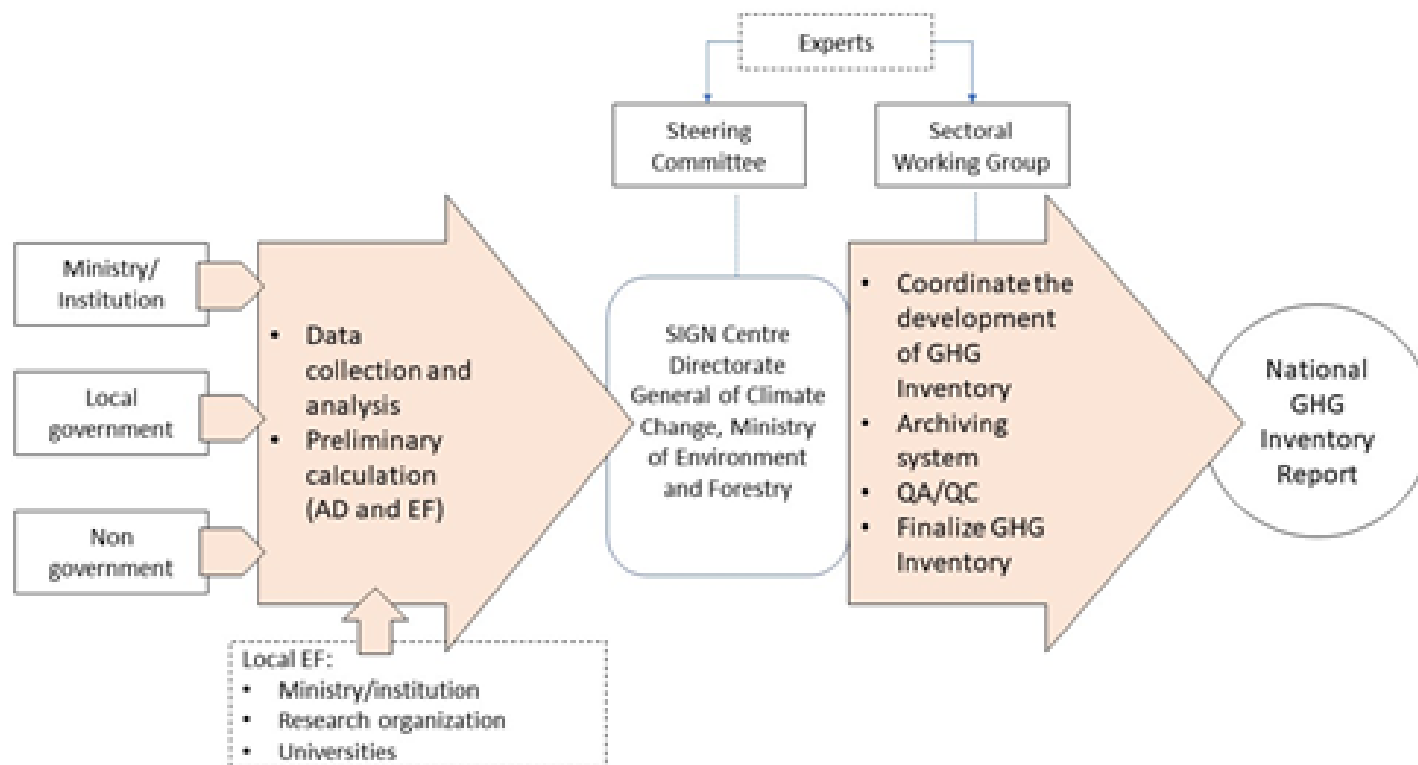 Experts
Steering
Committee
Sectoral
Working Group
Ministry/
Institution
Local
government
Non
government
• Data
collection and
analysis
• Preliminary
calculation
(AD and EF)
Local EF:
• Ministry/institution
• Research organization
• Universities
SIGN Centre
Directorate
General of Climate
Change, Ministry
of Environment
and Forestry
• Coordinate the
development
of GHG
Inventory
• Archiving
system
• QA/QC
• Finalize GHG
Inventory
National
GHG
Inventory
Report